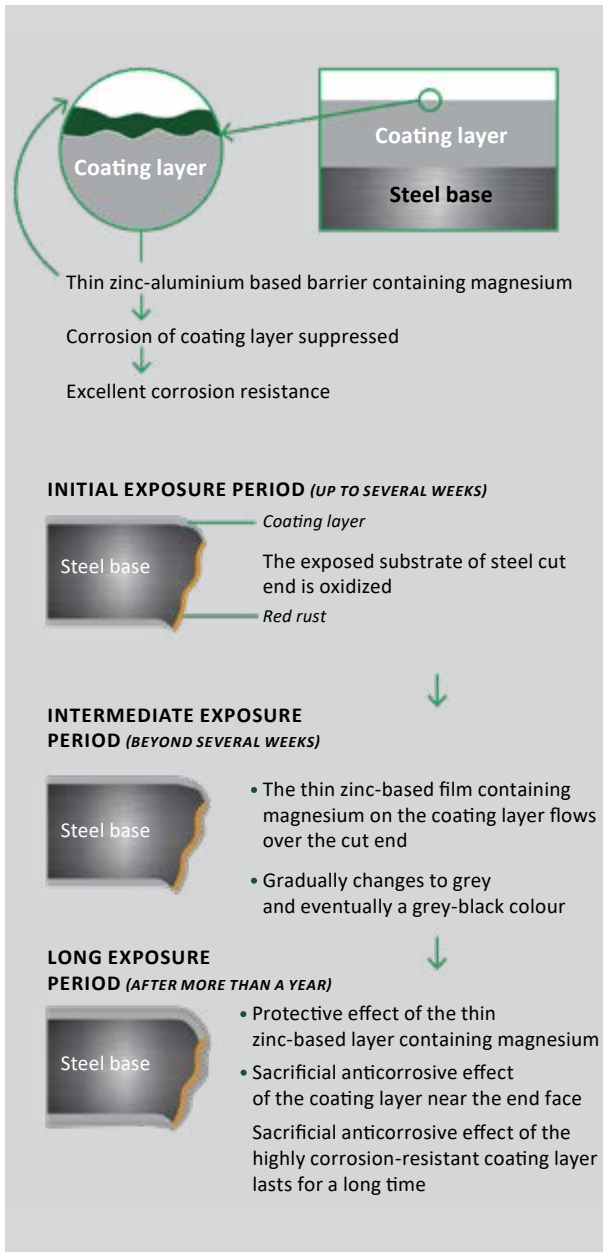 Coating layer
Coating layer
Steel base
Thin zinc-aluminium based barrier containing magnesium
Corrosion of coating layer suppressed
Excellent corrosion resistance
INITIAL EXPOSURE PERIOD (UP TO SEVERAL WEEKS)
Coating layer
Steel base
The exposed substrate of steel cut
end is oxidized
Red rust
INTERMEDIATE EXPOSURE
PERIOD (BEYOND SEVERAL WEEKS)
Steel base
• The thin zinc-based film containing
magnesium on the coating layer flows
over the cut end
• Gradually changes to grey
and eventually a grey-black colour
LONG EXPOSURE
PERIOD (AFTER MORE THAN A YEAR)
Steel base
• Protective effect of the thin
zinc-based layer containing magnesium
• Sacrificial anticorrosive effect
of the coating layer near the end face
Sacrificial anticorrosive effect of the
highly corrosion-resistant coating layer
lasts for a long time